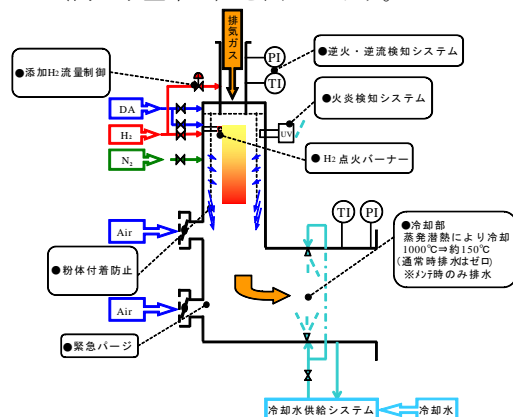 排気ガス
PI
TI
●逆火・逆流検知システム
●添加H2流量制御
●火炎検知システム
DA
UV
H₂
●H2 点火バーナー
N₂
TI
PI
●冷却部
蒸発潜熱により冷却
1000℃⇒約150℃
(通常時排水はゼロ)
※メンテ時のみ排水
Air
●粉体付着防止
Air
●緊急パージ
冷却水供給システム
冷却水